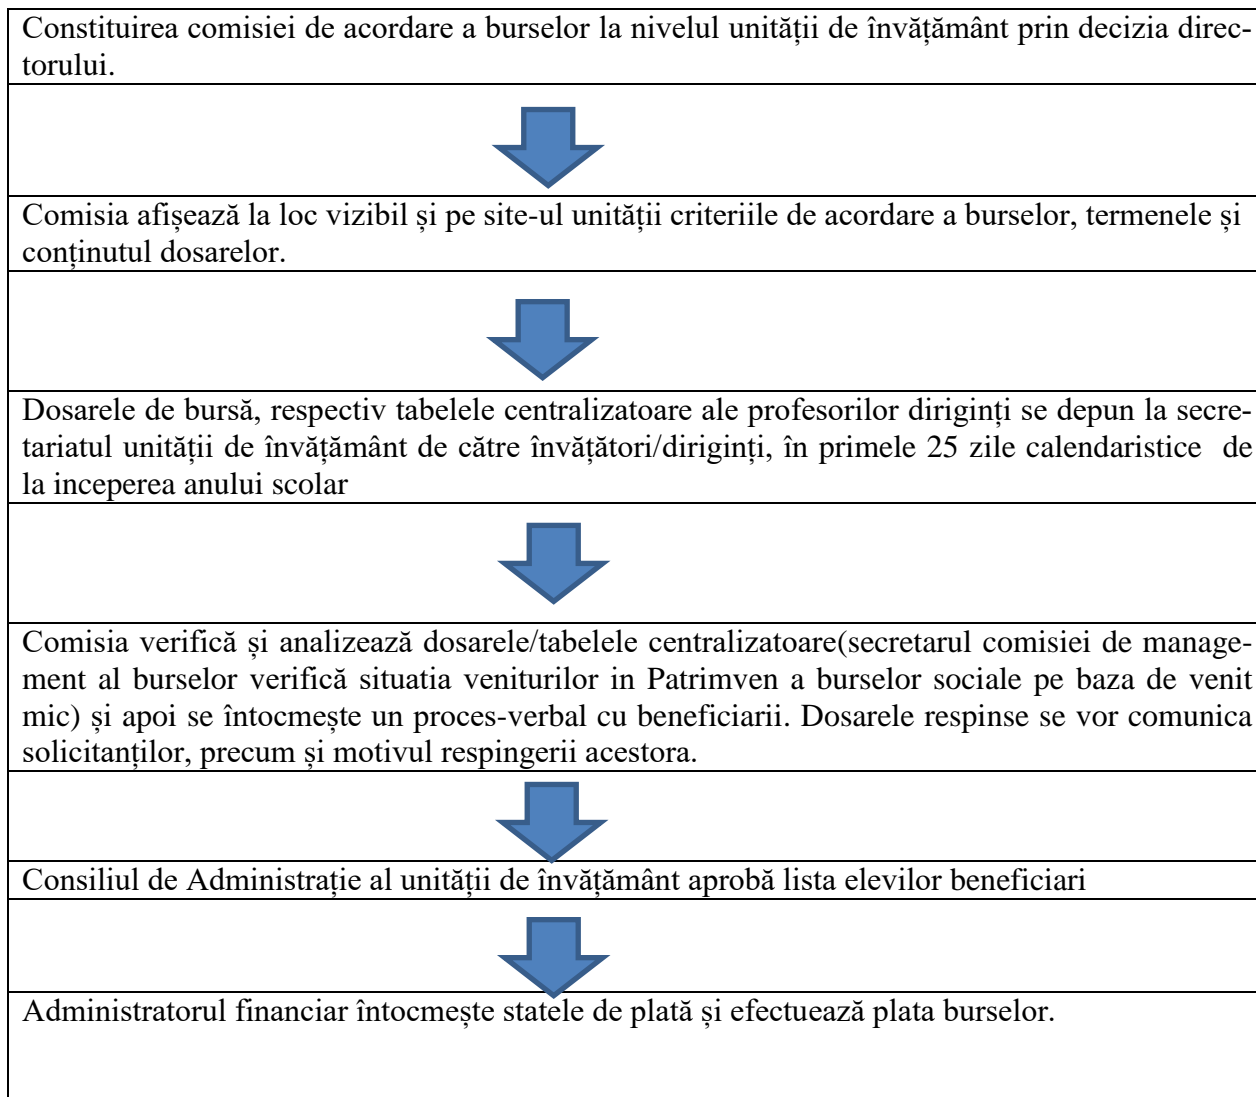 Constituirea comisiei de acordare a burselor la nivelul unității de învățământ prin decizia direc-
torului.
Comisia afișează la loc vizibil și pe site-ul unității criteriile de acordare a burselor, termenele și
conținutul dosarelor.
Dosarele de bursă, respectiv tabelele centralizatoare ale profesorilor diriginți se depun la secre-
tariatul unității de învățământ de către învățători/diriginți, în primele 25 zile calendaristice de
la inceperea anului scolar
Comisia verifică și analizează dosarele/tabelele centralizatoare(secretarul comisiei de manage-
ment al burselor verifică situatia veniturilor in Patrimven a burselor sociale pe baza de venit
mic) și apoi se întocmește un proces-verbal cu beneficiarii. Dosarele respinse se vor comunica
solicitanților, precum și motivul respingerii acestora.
Consiliul de Administrație al unității de învățământ aprobă lista elevilor beneficiari
Administratorul financiar întocmește statele de plată și efectuează plata burselor.